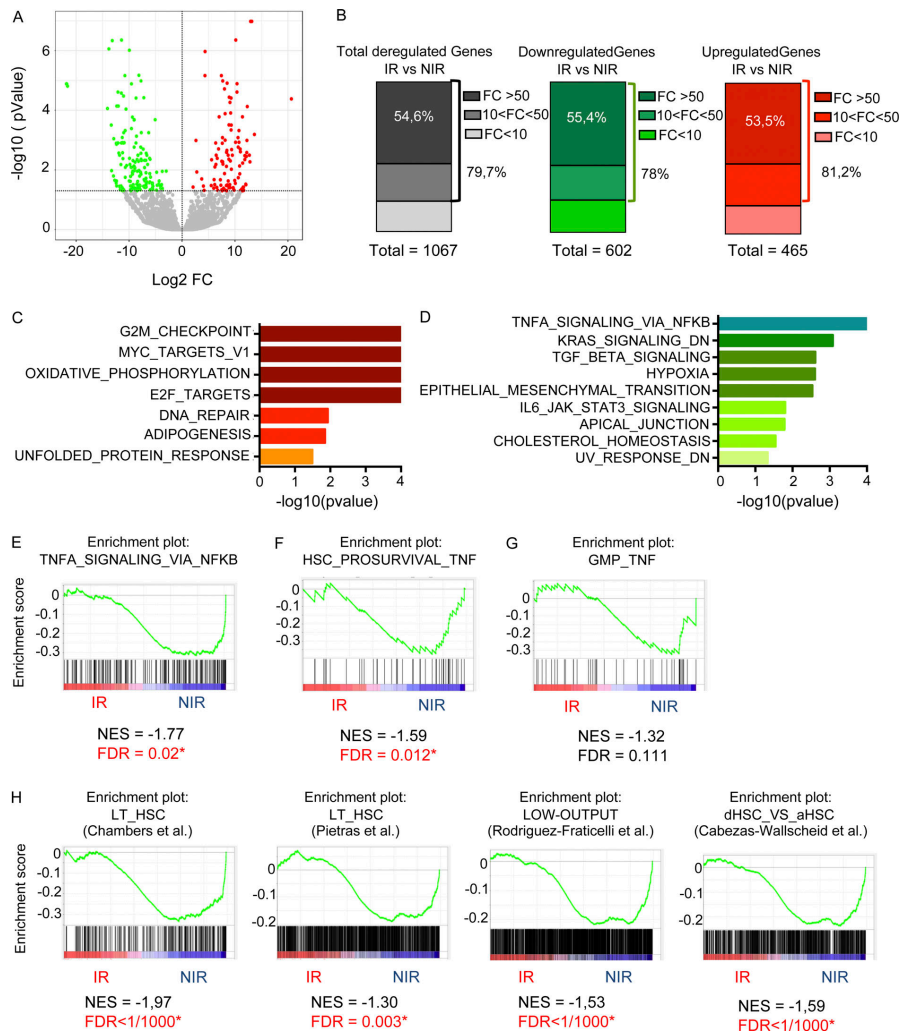 A
-log10 ( pValue)
6
4
2
0
-20
-10
0
10
20
Log2 FC
B
Total deregulated Genes
IR vs NIR
54,6%
FC >50
10<FC<50
FC<10
79,7%
Total = 1067
DownregulatedGenes
IR vs NIR
55,4%
FC >50
10<FC<50
FC<10
78%
Total = 602
UpregulatedGenes
IR vs NIR
53,5%
FC >50
10<FC<50
FC<10
81,2%
Total = 465
C
G2M_CHECKPOINT
MYC_TARGETS_V1
OXIDATIVE_PHOSPHORYLATION
E2F_TARGETS
DNA_REPAIR
ADIPOGENESIS
UNFOLDED_PROTEIN_RESPONSE
0 1 2 3 4
-log10(pvalue)
D
TNFA_SIGNALING_VIA_NFKB
KRAS_SIGNALING_DN
TGF_BETA_SIGNALING
HYPOXIA
EPITHELIAL_MESENCHYMAL_TRANSITION
IL6_JAK_STAT3_SIGNALING
APICAL_JUNCTION
CHOLESTEROL_HOMEOSTASIS
UV_RESPONSE_DN
0 1 2 3 4
-log10(pvalue)
E
Enrichment plot:
TNFA_SIGNALING_VIA_NFKB
Enrichment score
0
-0.1
-0.2
-0.3
IR
NIR
NES = -1.77
FDR = 0.02*
F
Enrichment plot:
HSC_PROSURVIVAL_TNF
0
-0.1
-0.2
-0.3
IR
NIR
NES = -1.59
FDR = 0.012*
G
Enrichment plot:
GMP_TNF
0
-0.1
-0.2
-0.3
IR
NIR
NES = -1.32
FDR = 0.111
H
Enrichment plot:
LT_HSC
(Chambers et al.)
Enrichment score
0
-0.1
-0.2
-0.3
IR
NIR
NES = -1,97
FDR<1/1000*
Enrichment plot:
LT_HSC
(Pietras et al.)
0
-0.1
-0.2
IR
NIR
NES = -1.30
FDR = 0.003*
Enrichment plot:
LOW-OUTPUT
(Rodriguez-Fraticelli et al.)
0
-0.1
-0.2
IR
NIR
NES = -1,53
FDR<1/1000*
Enrichment plot:
dHSC_VS_aHSC
(Cabezas-Wallscheid et al.)
0
-0.1
-0.2
IR
NIR
NES = -1,59
FDR<1/1000*